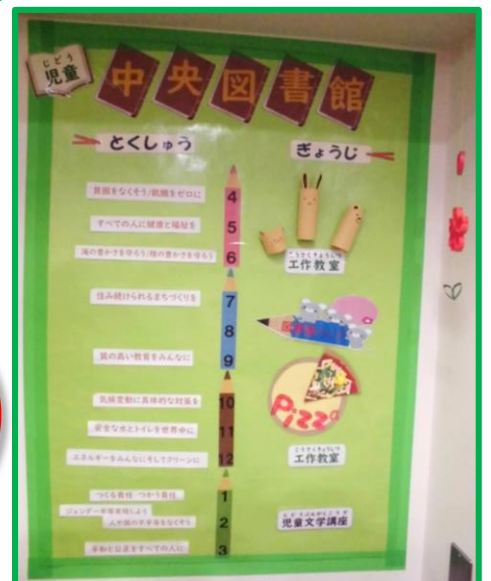 じどう
児童
中央図書館
とくしゅう
ぎょうじ
貧困をなくそう/飢餓をゼロに
4
すべての人に健康と福祉を
5
海の豊かさを守ろう/陸の豊かさを守ろう
6
こうさくきょうしつ
工作教室
住み続けられるまちづくりを
7
8
質の高い教育をみんなに
9
Pizza
気候変動に具体的な対策を
10
安全な水とトイレを世界中に
11
エネルギーをみんなにそしてクリーンに
12
こうさくきょうしつ
工作教室
つくる責任 つかう責任
1
ジェンダー平等を実現しよう
人や国の不平等をなくそう
2
じどうぶんがくこうざ
児童文学講座
平和と公正をすべての人に
3